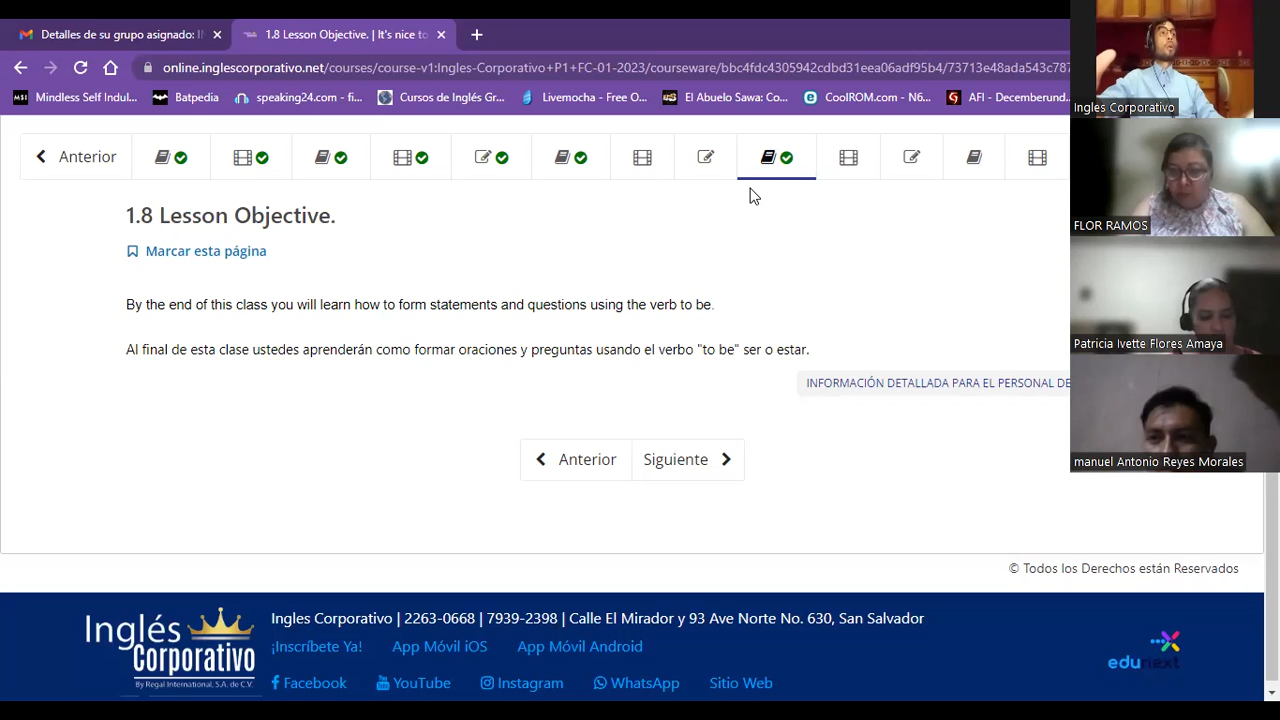 Detalles de su grupo asignado: I
1.8 Lesson Objective. | It's nice to
online.inglescorporativo.net/courses/course-v1:Ingles-Corporativo+P1+FC-01-2023/courseware/bbc4fdc4305942cdbd31eea06adf95b4/73713e48ada543c787
Mindless Self Indul...
Batpedia
speaking24.com - fi...
Cursos de Inglés Gr...
Livemocha - Free O...
El Abuelo Sawa: Co...
CoolROM.com - N6...
AFI - Decemberund...
Anterior
1.8 Lesson Objective.
Marcar esta página
By the end of this class you will learn how to form statements and questions using the verb to be.
Al final de esta clase ustedes aprenderán como formar oraciones y preguntas usando el verbo "to be" ser o estar.
INFORMACIÓN DETALLADA PARA EL PERSONAL DE
Anterior
Siguiente
© Todos los Derechos están Reservados
Inglés
Corporativo
By Regal International, S.A. de C.V.
Ingles Corporativo | 2263-0668 | 7939-2398 | Calle El Mirador y 93 Ave Norte No. 630, San Salvador
¡Inscríbete Ya!
App Móvil iOS
App Móvil Android
Facebook
YouTube
Instagram
WhatsApp
Sitio Web
edunext
Ingles Corporativo
FLOR RAMOS
Patricia Ivette Flores Amaya
manuel Antonio Reyes Morales